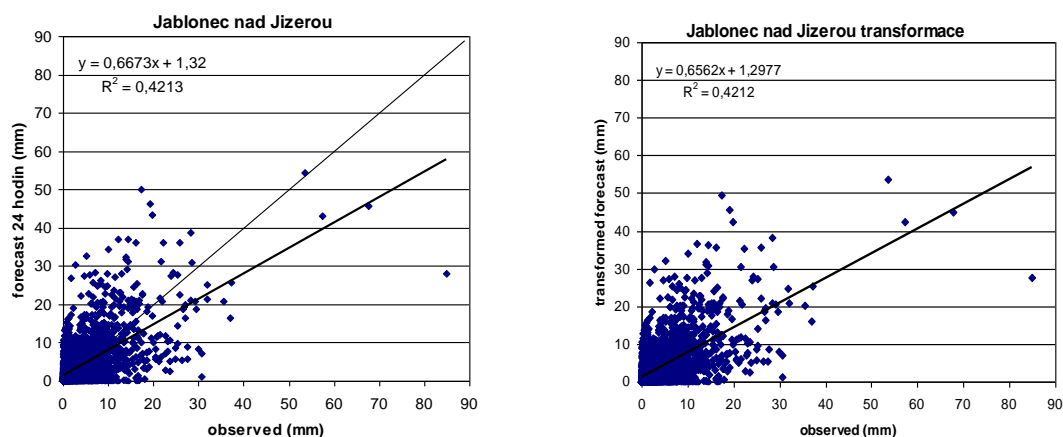 Jablonec nad Jizerou
90
80
70
60
50
40
30
20
10
0
y = 0,6673x + 1,32
R² = 0,4213
forecast 24 hodin (mm)
0 10 20 30 40 50 60 70 80 90
observed (mm)
Jablonec nad Jizerou transformace
90
80
70
60
50
40
30
20
10
0
y = 0,6562x + 1,2977
R² = 0,4212
transformed forecast (mm)
0 10 20 30 40 50 60 70 80 90
observed (mm)